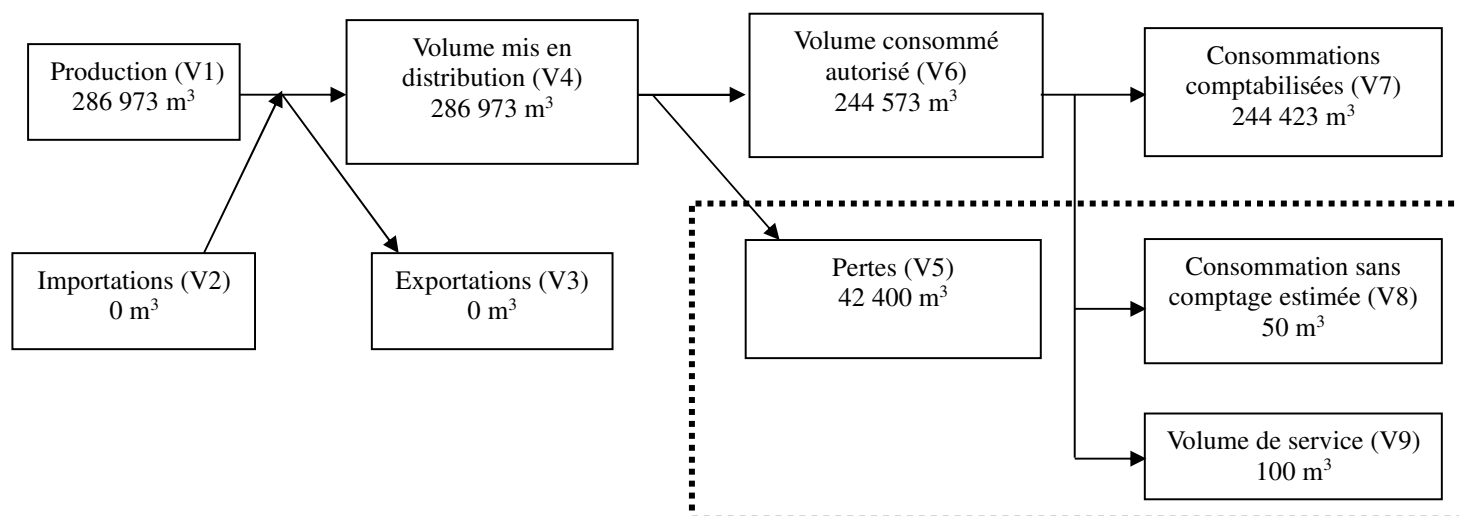 Production (V1)
286 973 m³
Volume mis en
distribution (V4)
286 973 m³
Volume consommé
autorisé (V6)
244 573 m³
Consommations
comptabilisées (V7)
244 423 m³
Importations (V2)
0 m³
Exportations (V3)
0 m³
Pertes (V5)
42 400 m³
Consommation sans
comptage estimée (V8)
50 m³
Volume de service (V9)
100 m³